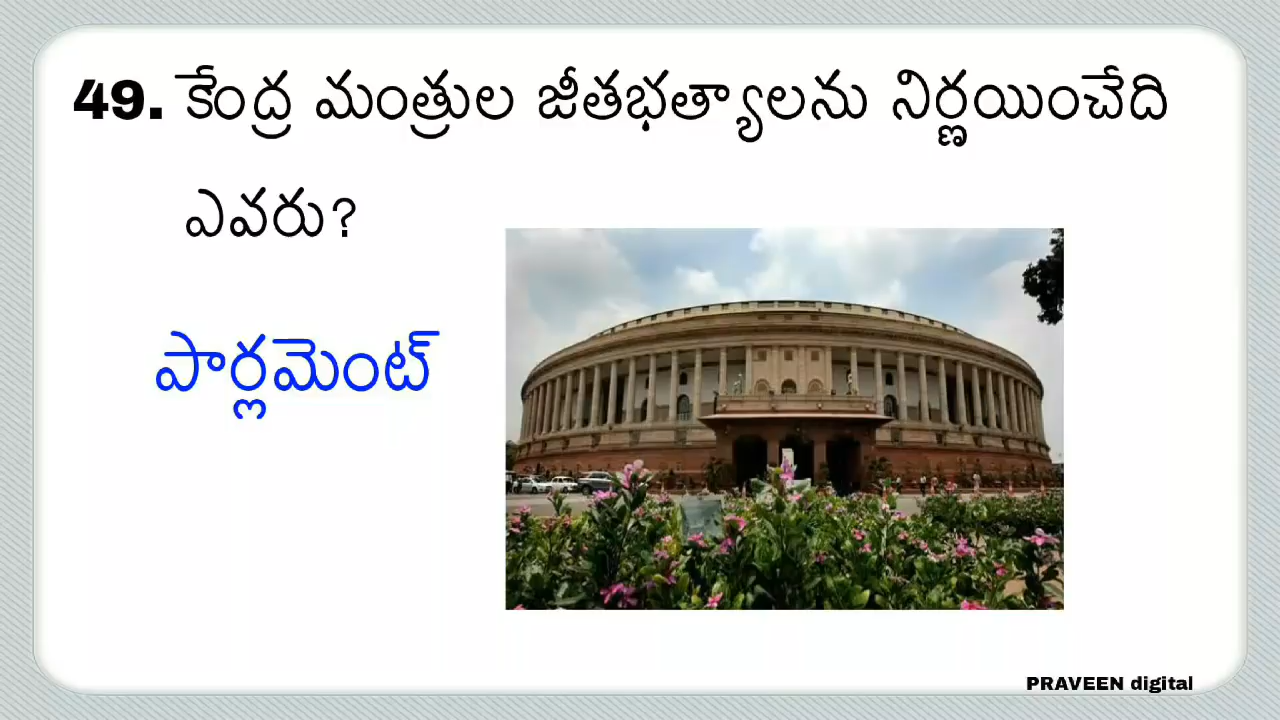 49. కేంద్ర మంత్రుల జీతభత్యాలను నిర్ణయించేది
ఎవరు?
పార్లమెంట్
PRAVEEN digital